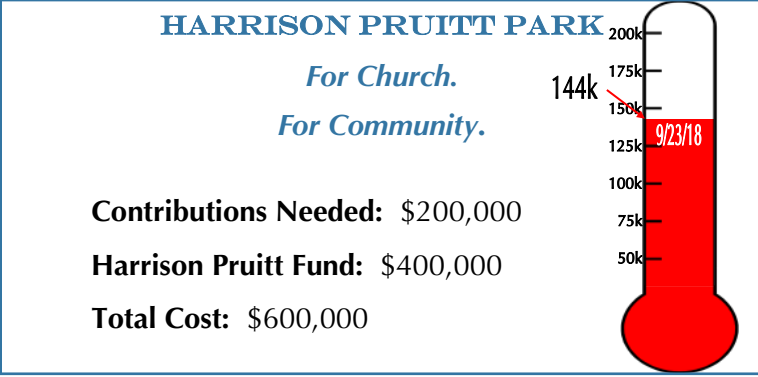 HARRISON PRUITT PARK
For Church.
For Community.
Contributions Needed: $200,000
Harrison Pruitt Fund: $400,000
Total Cost: $600,000
200k
175k
144k
150k
9/23/18
125k
100k
75k
50k